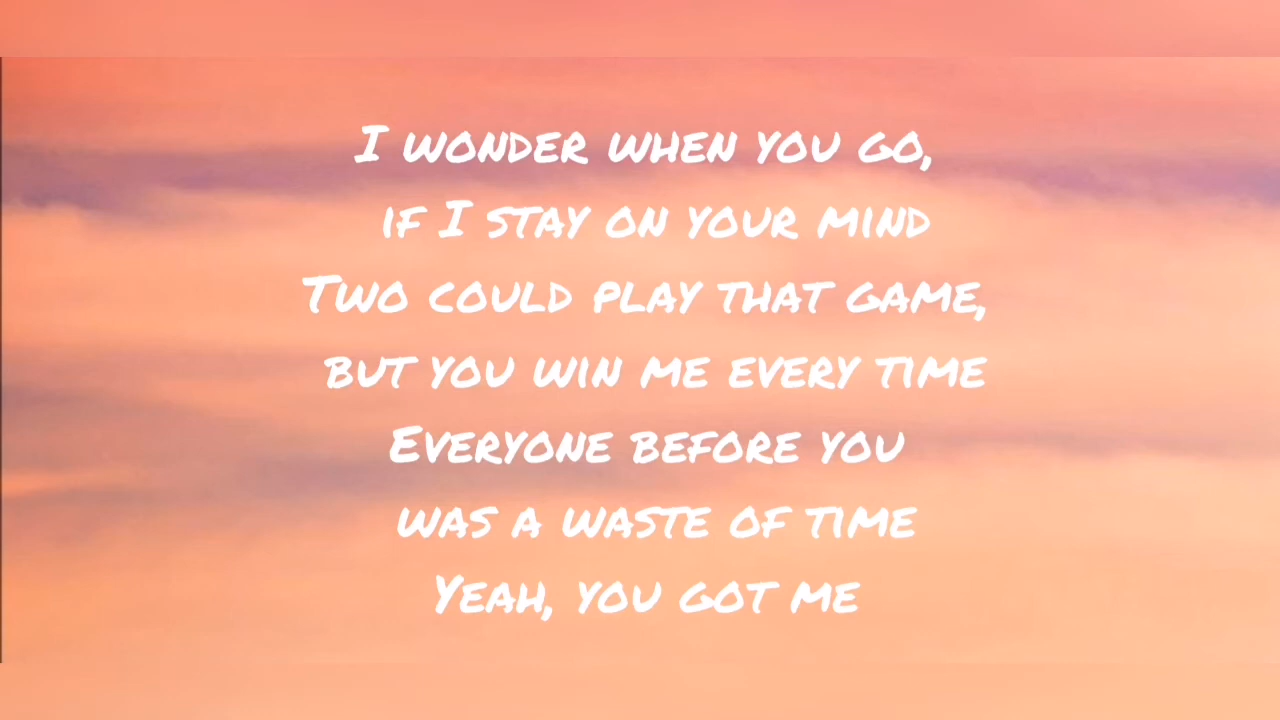 I wonder when you go,
if I stay on your mind
Two could play that game,
but you win me every time
Everyone before you
was a waste of time
Yeah, you got me